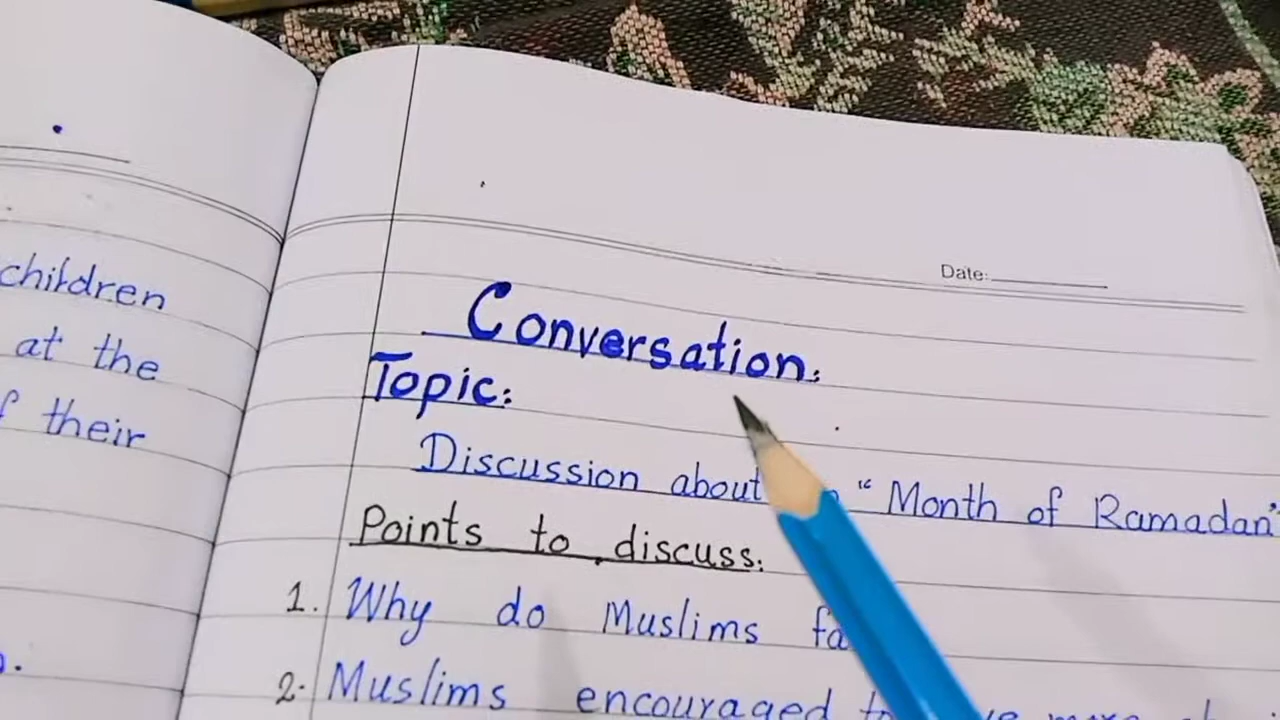 children
at the
their
Date:
Conversation:
Topic:
Discussion about "Month of Ramadan"
Points to discuss:
1. Why do Muslims
2. Muslims encouraged